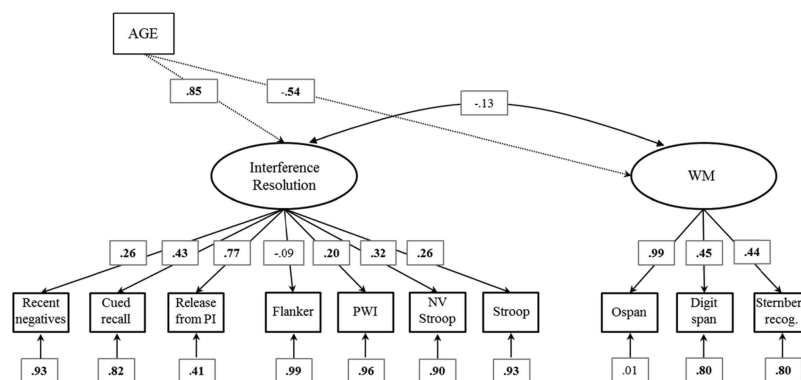 AGE
.85
-.54
-.13
Interference
Resolution
WM
.26 .43 .77 -.09 .20 .32 .26
.99 .45 .44
Recent
negatives
Cued
recall
Release
from PI
Flanker
PWI
NV
Stroop
Stroop
Ospan
Digit
span
Sternberg
recog.
.93 .82 .41 .99 .96 .90 .93
.01 .80 .80